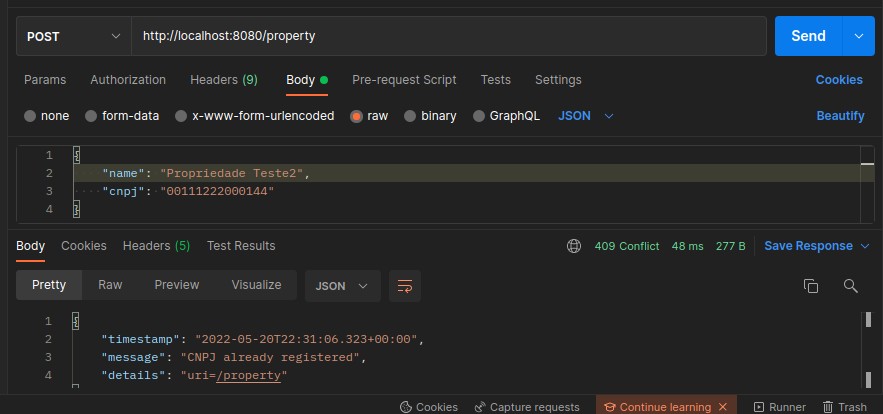 POST http://localhost:8080/property Send
Params Authorization Headers (9) Body Pre-request Script Tests Settings Cookies
none form-data x-www-form-urlencoded raw binary GraphQL JSON Beautify
1 {
2 "name": "Propriedade Teste2",
3 "cnpj": "00111222000144"
4 }
Body Cookies Headers (5) Test Results 409 Conflict 48 ms 277 B Save Response
Pretty Raw Preview Visualize JSON
1 {
2 "timestamp": "2022-05-20T22:31:06.323+00:00",
3 "message": "CNPJ already registered",
4 "details": "uri=/property"
Cookies Capture requests Continue learning Runner Trash